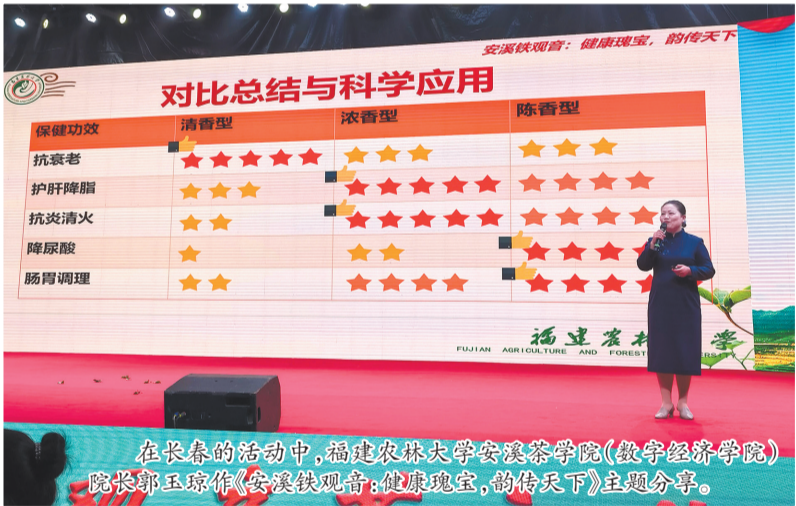 安溪铁观音：健康瑰宝，韵传天下
对比总结与科学应用
保健功效 清香型 浓香型 陈香型
抗衰老
护肝降脂
抗炎清火
降尿酸
肠胃调理
福建农林 学
FUJIAN AGRICULTURE AND FOREST ERSITY
在长春的活动中，福建农林大学安溪茶学院（数字经济学院）
院长郭玉琼作《安溪铁观音：健康瑰宝，韵传天下》主题分享。